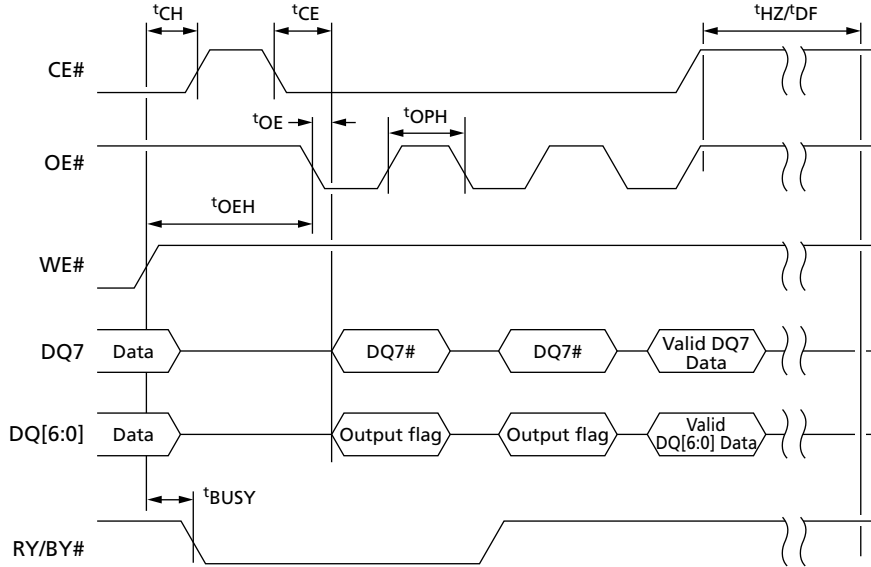 tCH tCE tHZ/tDF
CE#
tOE tOPH
OE#
tOEH
WE#
DQ7 Data DQ7# DQ7# Valid DQ7
Data
DQ[6:0] Data Output flag Output flag Valid
DQ[6:0] Data
tBUSY
RY/BY#